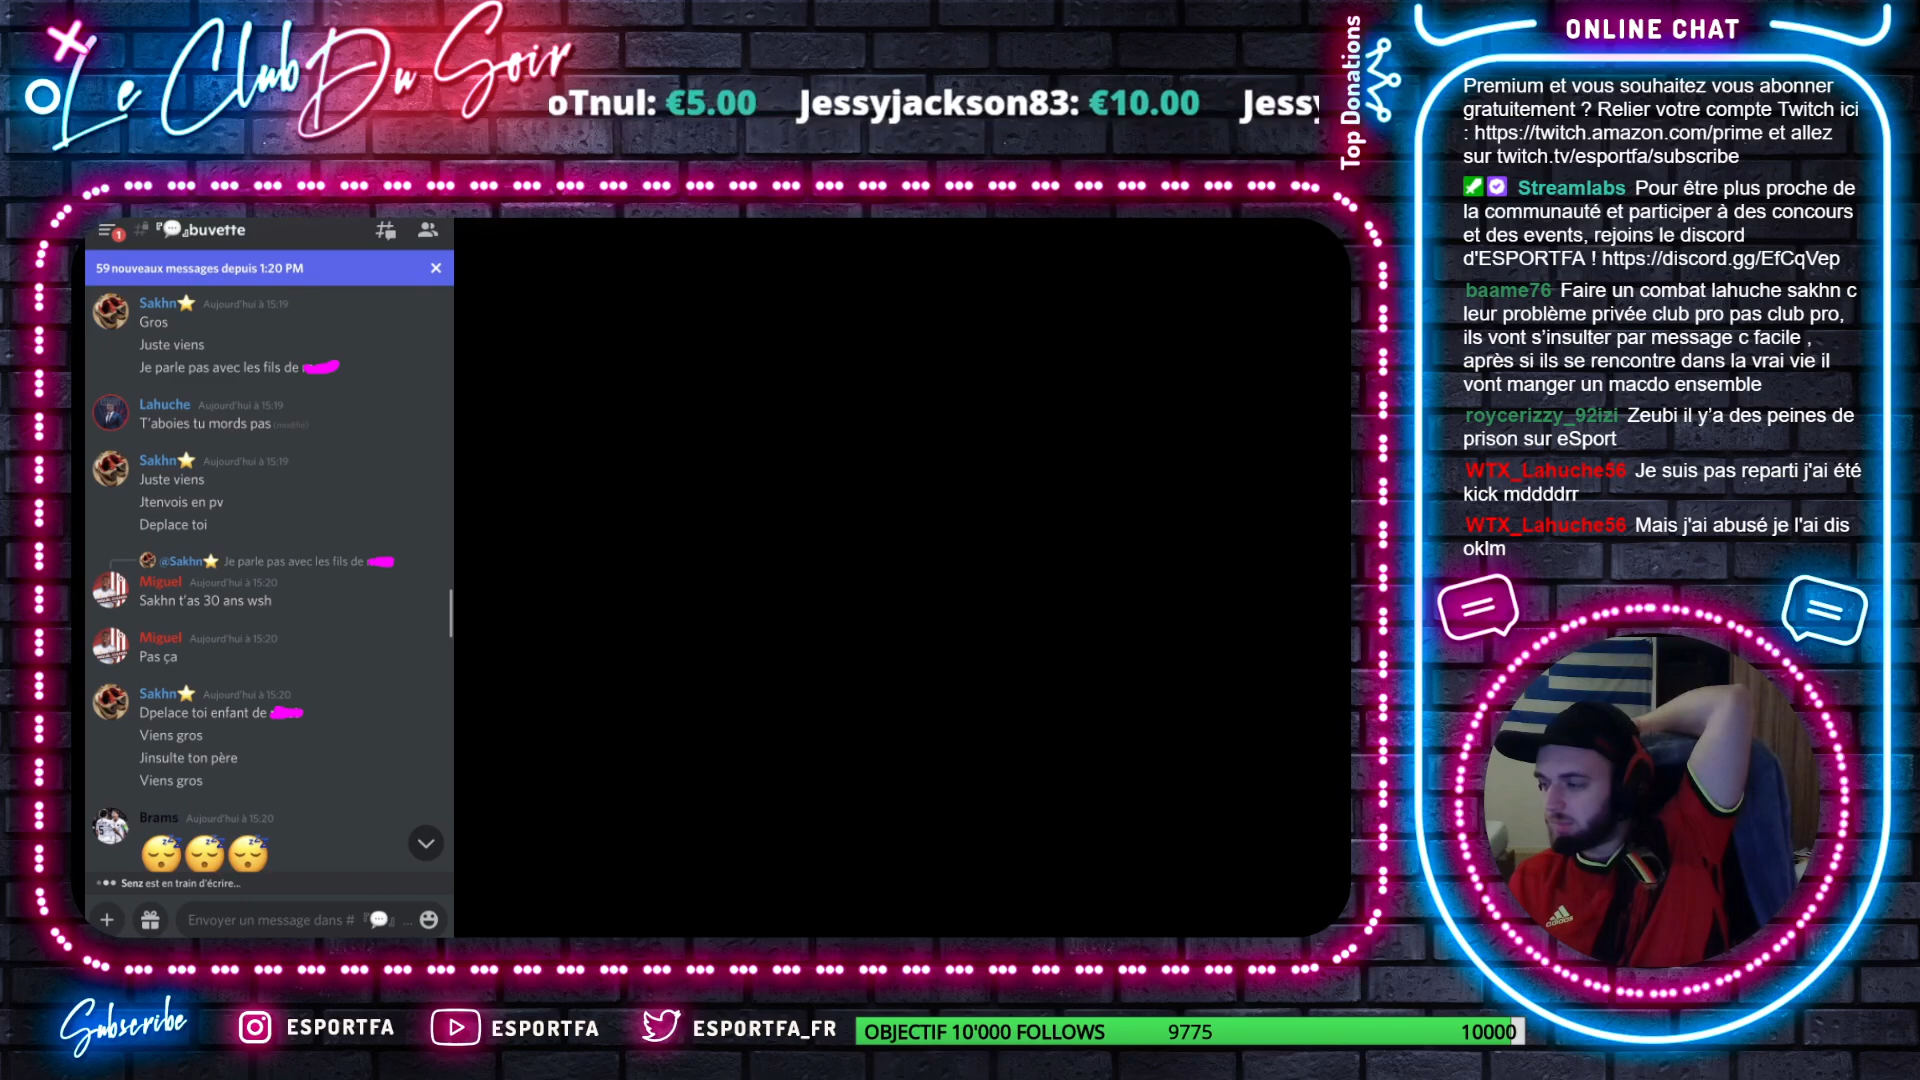 Le Club Du Soir
oTnul: €5.00 Jessyjackson83: €10.00 Jessy
Top Donations
ONLINE CHAT
# buvette
1
59 nouveaux messages depuis 1:20 PM
Sakhn Aujourd'hui à 15:19
Gros
Juste viens
Je parle pas avec les fils de
Lahuche Aujourd'hui à 15:19
T'aboies tu mords pas (modifié)
Sakhn Aujourd'hui à 15:19
Juste viens
Jtenvois en pv
Deplace toi
@Sakhn Je parle pas avec les fils de
Miguel Aujourd'hui à 15:20
Sakhn t'as 30 ans wsh
Miguel Aujourd'hui à 15:20
Pas ça
Sakhn Aujourd'hui à 15:20
Dpelace toi enfant de
Viens gros
Jinsulte ton père
Viens gros
Brams Aujourd'hui à 15:20
Senz est en train d'écrire...
Envoyer un message dans # ...
Premium et vous souhaitez vous abonner
gratuitement ? Relier votre compte Twitch ici
: https://twitch.amazon.com/prime et allez
sur twitch.tv/esportfa/subscribe
Streamlabs Pour être plus proche de
la communauté et participer à des concours
et des events, rejoins le discord
d'ESPORTFA ! https://discord.gg/EfCqVep
baame76 Faire un combat lahuche sakhn c
leur problème privée club pro pas club pro,
ils vont s’insulter par message c facile ,
après si ils se rencontre dans la vrai vie il
vont manger un macdo ensemble
roycerizzy_92izi Zeubi il y’a des peines de
prison sur eSport
WTX_Lahuche56 Je suis pas reparti j'ai été
kick mddddrr
WTX_Lahuche56 Mais j'ai abusé je l'ai dis
oklm
adidas
Subscribe
ESPORTFA
ESPORTFA
ESPORTFA_FR
OBJECTIF 10'000 FOLLOWS 9775 10000